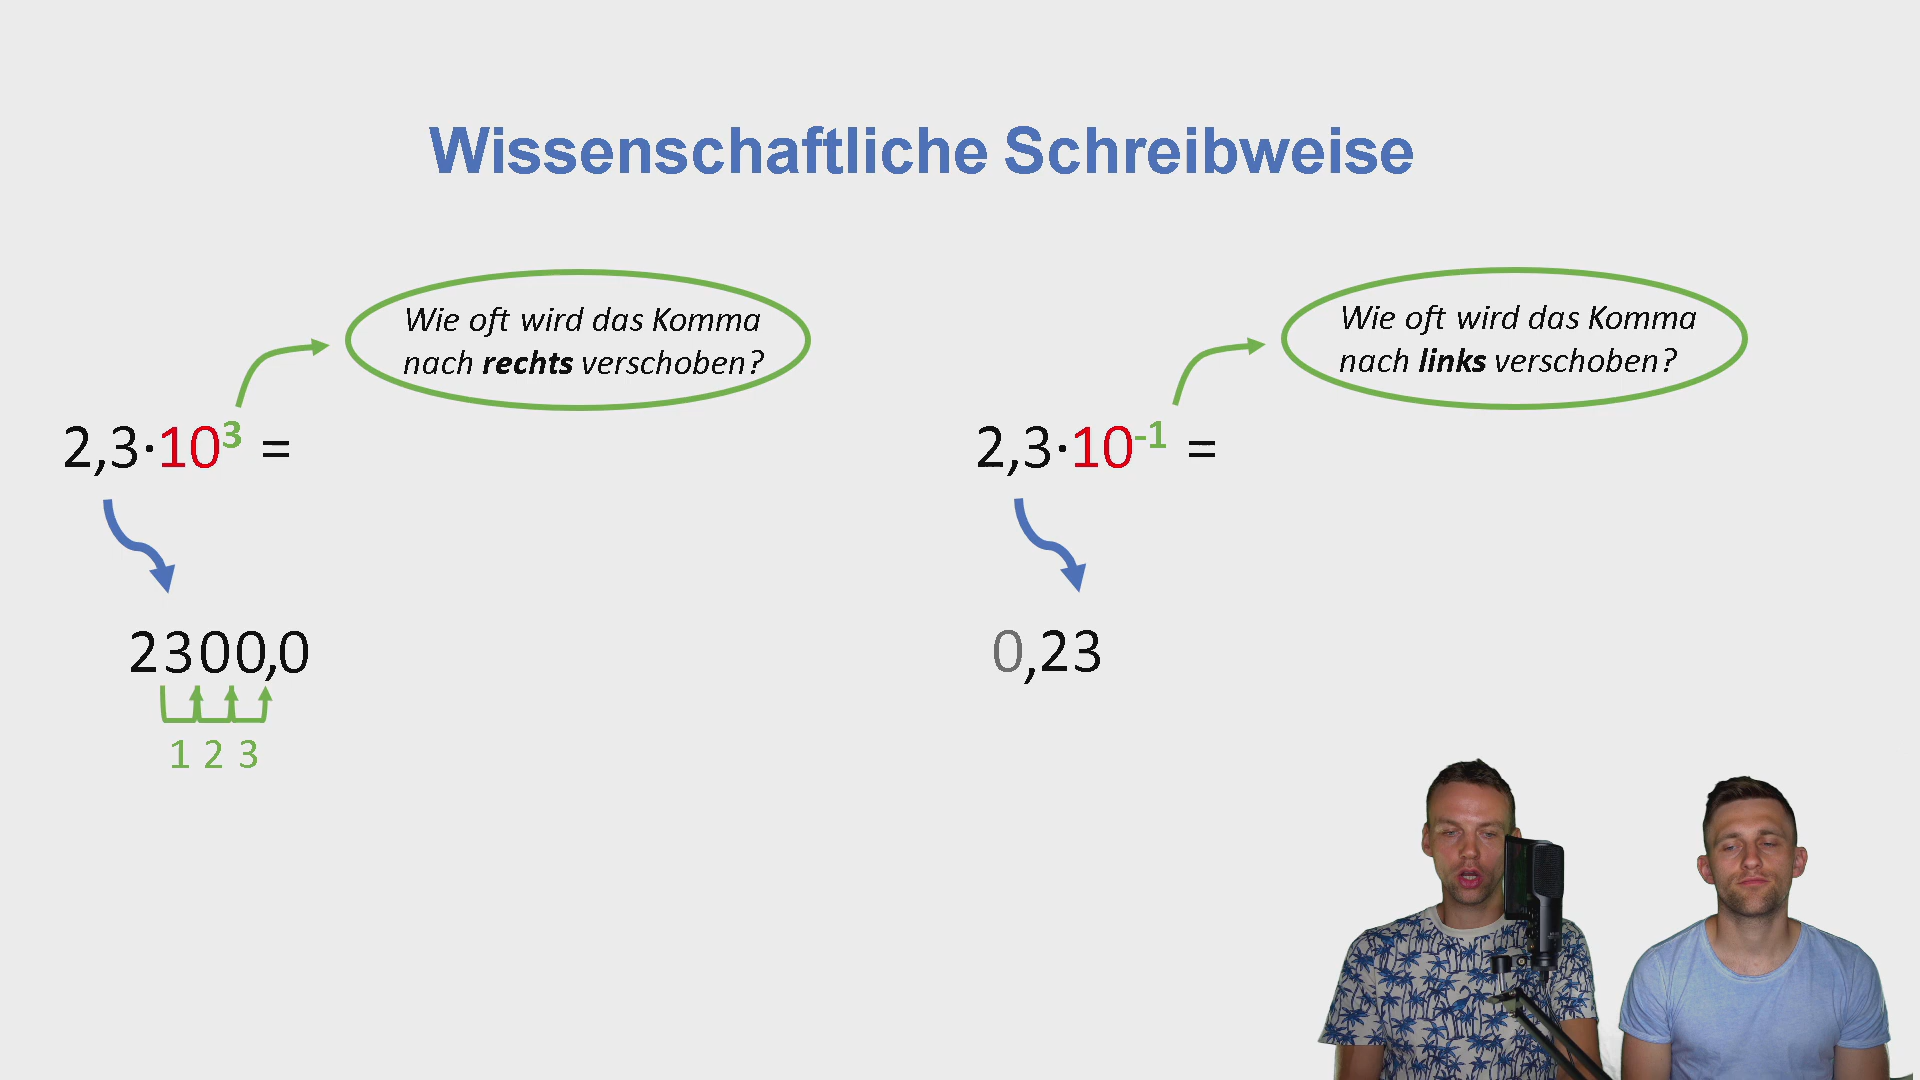 Wissenschaftliche Schreibweise
Wie oft wird das Komma
nach rechts verschoben?
2,3·10³ =
2300,0
1 2 3
Wie oft wird das Komma
nach links verschoben?
2,3·10⁻¹ =
0,23